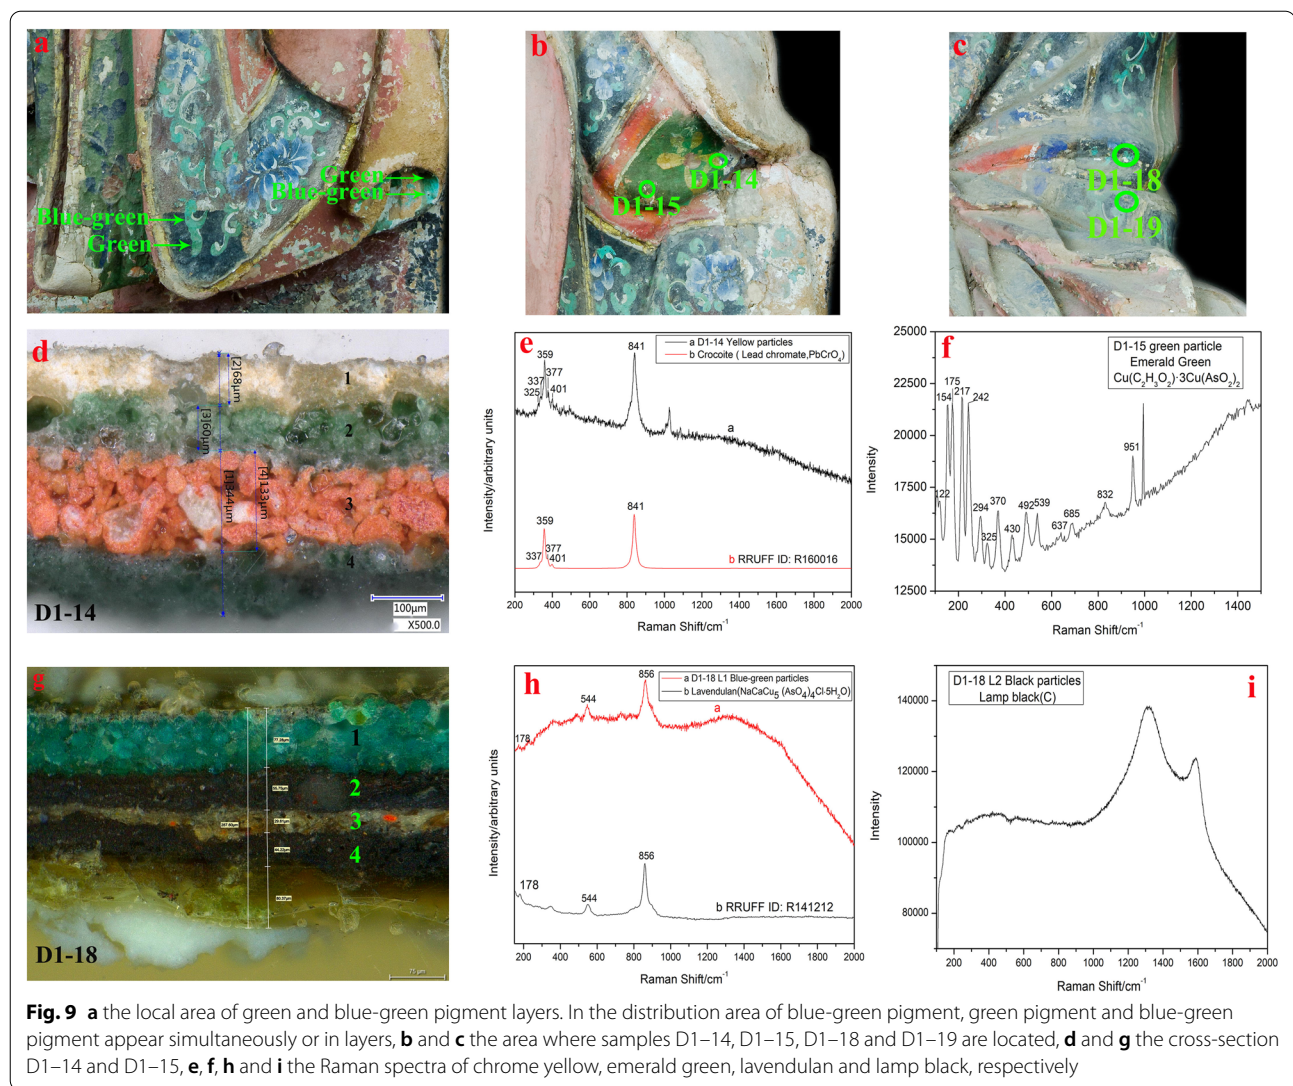 a
Green
Blue-green
Blue-green
Green
b
D1-14
D1-15
c
D1-18
D1-19
d
1
2
3
4
[2]68μm
[3]60μm
[1]344μm
[4]133μm
D1-14
100μm
X500.0
e
a D1-14 Yellow particles
b Crocoite ( Lead chromate,PbCrO4)
841
359
377
337
401
325
a
841
359
377
337
401
b RRUFF ID: R160016
Intensity/arbitrary units
200 400 600 800 1000 1200 1400 1600 1800 2000
Raman Shift/cm-1
f
D1-15 green particle
Emerald Green
Cu(C2H3O2)·3Cu(AsO2)2
25000
22500
20000
17500
15000
12500
Intensity
175
154
217
242
951
122
294
370
492
539
832
325
430
637
685
200 400 600 800 1000 1200 1400
Raman Shift/cm-1
g
1
2
3
4
D1-18
75 μm
h
a D1-18 L1 Blue-green particles
b Lavendulan(NaCaCu5 (AsO4)4Cl·5H2O)
856
544
178
a
856
544
178
b RRUFF ID: R141212
Intensity/arbitrary units
200 400 600 800 1000 1200 1400 1600 1800 2000
Raman Shift/cm-1
i
D1-18 L2 Black particles
Lamp black(C)
140000
120000
100000
80000
Intensity
200 400 600 800 1000 1200 1400 1600 1800 2000
Raman Shift/cm-1
Fig. 9 a the local area of green and blue-green pigment layers. In the distribution area of blue-green pigment, green pigment and blue-green
pigment appear simultaneously or in layers, b and c the area where samples D1–14, D1–15, D1–18 and D1–19 are located, d and g the cross-section
D1–14 and D1–15, e, f, h and i the Raman spectra of chrome yellow, emerald green, lavendulan and lamp black, respectively